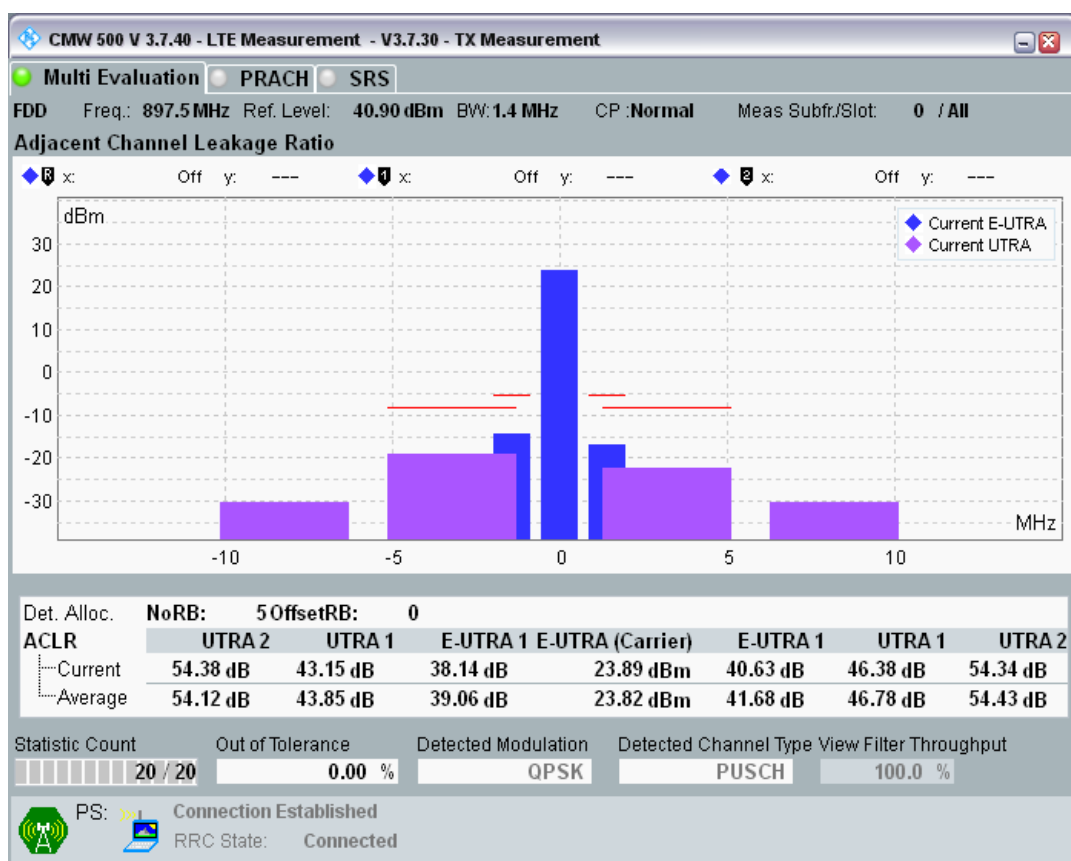 CMW 500 V 3.7.40 - LTE Measurement - V3.7.30 - TX Measurement
Multi Evaluation PRACH SRS
FDD Freq.: 897.5 MHz Ref. Level: 40.90 dBm BW: 1.4 MHz CP :Normal Meas Subfr./Slot: 0 / All
Adjacent Channel Leakage Ratio
R x: Off y: --- 1 x: Off y: --- 2 x: Off y: ---
dBm
Current E-UTRA
Current UTRA
30
20
10
0
-10
-20
-30
MHz
-10 -5 0 5 10
Det. Alloc. NoRB: 5 OffsetRB: 0
ACLR UTRA 2 UTRA 1 E-UTRA 1 E-UTRA (Carrier) E-UTRA 1 UTRA 1 UTRA 2
Current 54.38 dB 43.15 dB 38.14 dB 23.89 dBm 40.63 dB 46.38 dB 54.34 dB
Average 54.12 dB 43.85 dB 39.06 dB 23.82 dBm 41.68 dB 46.78 dB 54.43 dB
Statistic Count Out of Tolerance Detected Modulation Detected Channel Type View Filter Throughput
20 / 20 0.00 % QPSK PUSCH 100.0 %
PS: Connection Established
RRC State: Connected